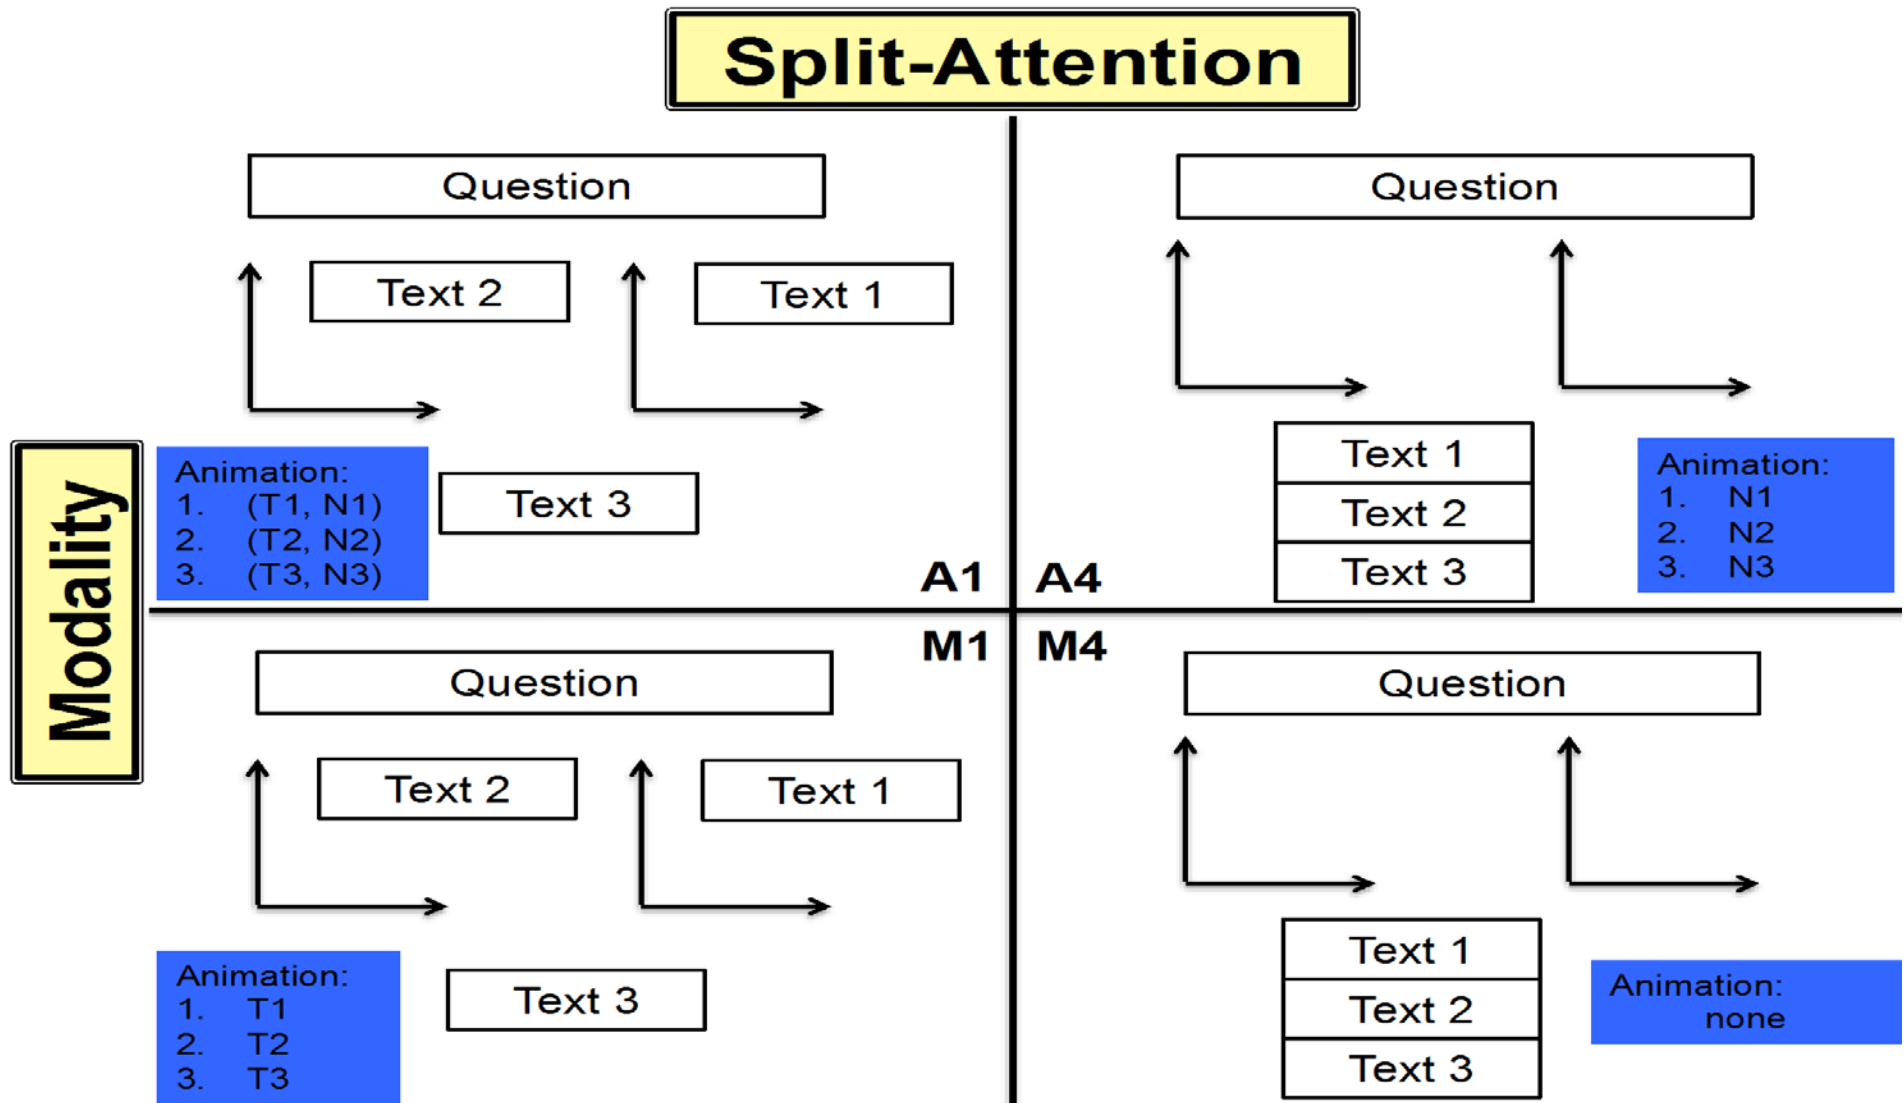 Split-Attention
Modality
Question
Text 2
Text 1
Animation:
1. (T1, N1)
2. (T2, N2)
3. (T3, N3)
Text 3
A1
Question
Text 1
Text 2
Text 3
Animation:
1. N1
2. N2
3. N3
A4
M1
Question
Text 2
Text 1
Animation:
1. T1
2. T2
3. T3
Text 3
M4
Question
Text 1
Text 2
Text 3
Animation:
none